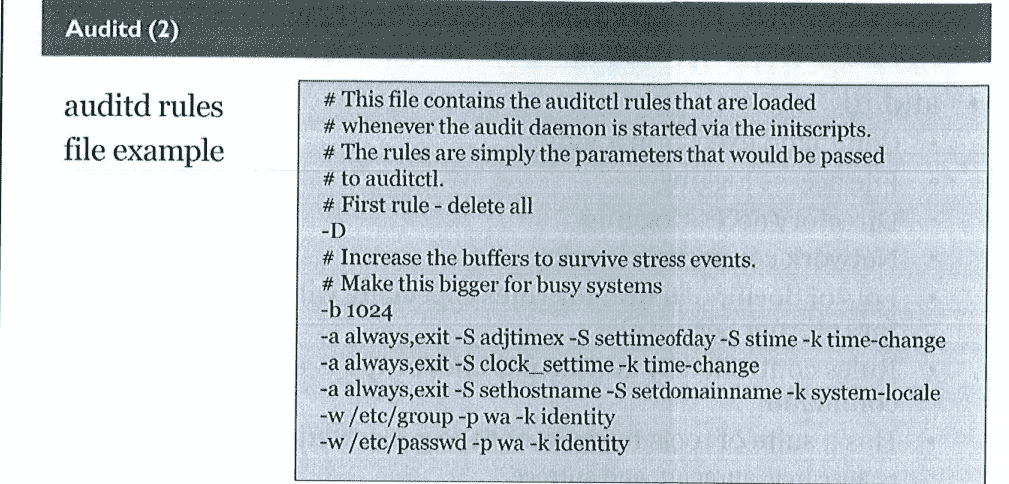 Auditd (2)
auditd rules
file example
# This file contains the auditctl rules that are loaded
# whenever the audit daemon is started via the initscripts.
# The rules are simply the parameters that would be passed
# to auditctl.
# First rule - delete all
-D
# Increase the buffers to survive stress events.
# Make this bigger for busy systems
-b 1024
-a always,exit -S adjtimex -S settimeofday -S stime -k time-change
-a always,exit -S clock_settime -k time-change
-a always,exit -S sethostname -S setdomainname -k system-locale
-w /etc/group -p wa -k identity
-w /etc/passwd -p wa -k identity